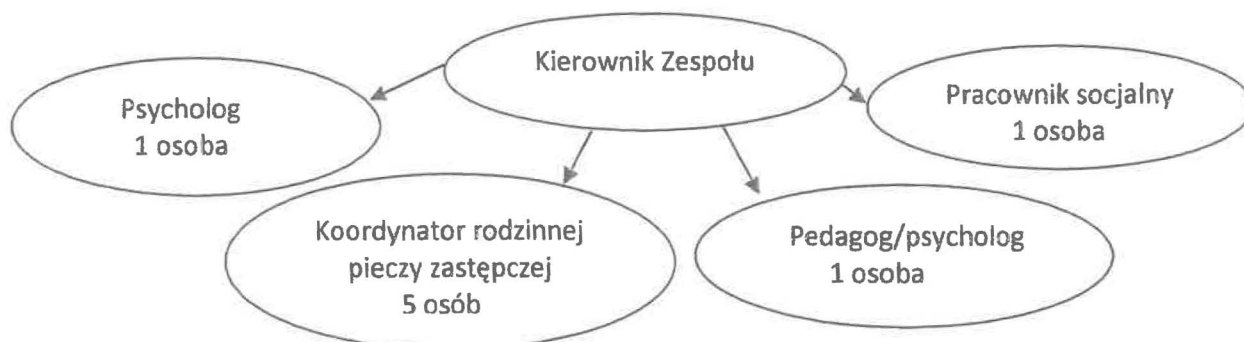 Kierownik Zespołu
Psycholog
1 osoba
Pracownik socjalny
1 osoba
Koordynator rodzinnej
pieczy zastępczej
5 osób
Pedagog/psycholog
1 osoba